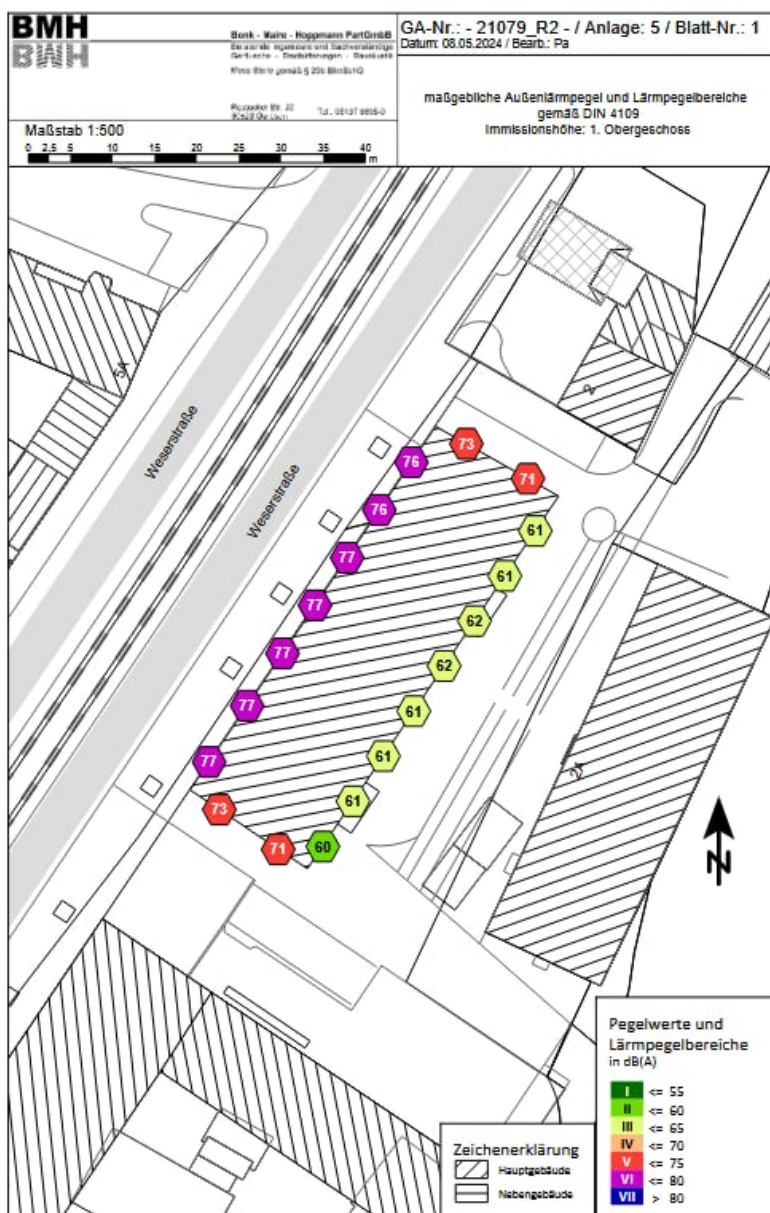 BMH
Bonk - Maire - Hoppmann PartGmbB
GA-Nr.: - 21079_R2 - / Anlage: 5 / Blatt-Nr.: 1
Datum: 08.05.2024 / Bearb.: Pa
maßgebliche Außenlärmpegel und Lärmpegelbereiche
gemäß DIN 4109
Immissionshöhe: 1. Obergeschoss
Maßstab 1:500
0 2,5 5 10 15 20 25 30 35 40
m
5A
Weserstraße
Weserstraße
2
73
76
71
76
61
77
61
77
62
77
62
77
61
77
61
61
73
71
60
N
Pegelwerte und
Lärmpegelbereiche
in dB(A)
I <= 55
II <= 60
III <= 65
IV <= 70
V <= 75
VI <= 80
VII > 80
Zeichenerklärung
Hauptgebäude
Nebengebäude